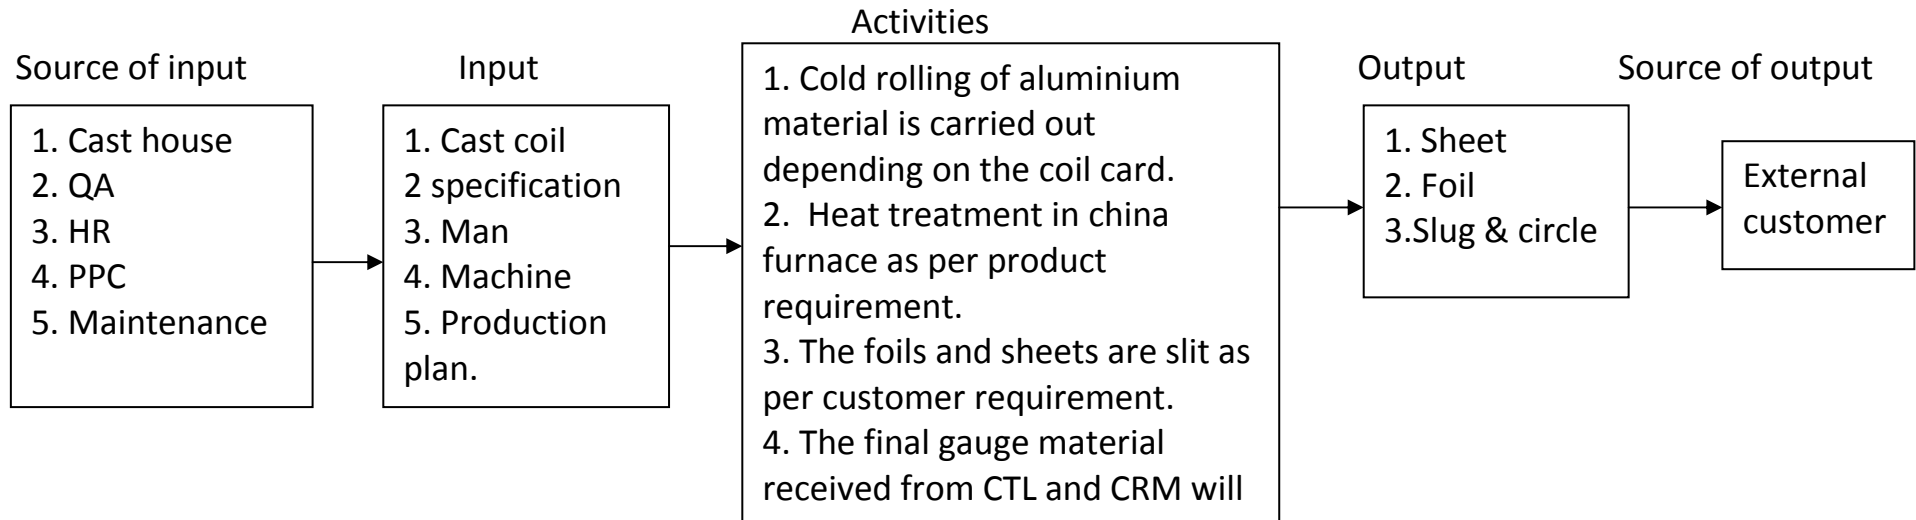 Activities
Source of input
Input
Output
Source of output
1. Cast house
2. QA
3. HR
4. PPC
5. Maintenance
1. Cast coil
2 specification
3. Man
4. Machine
5. Production
plan.
1. Cold rolling of aluminium
material is carried out
depending on the coil card.
2. Heat treatment in china
furnace as per product
requirement.
3. The foils and sheets are slit as
per customer requirement.
4. The final gauge material
received from CTL and CRM will
1. Sheet
2. Foil
3.Slug & circle
External
customer